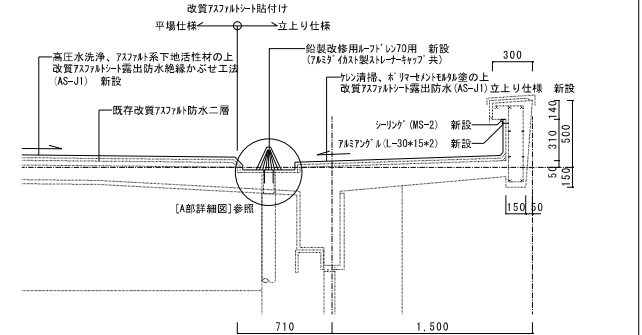 改質アスファルトシート貼付け
平場仕様 立上り仕様
高圧水洗浄、アスファルト系下地活性材の上
改質アスファルトシート露出防水絶縁かぶせ工法
(AS-J1) 新設
既存改質アスファルト防水二層
鉛製改修用ルーフドレン70用 新設
(アルミダイカスト製ストレーナーキャップ共)
ケレン清掃、ポリマーセメントモルタル塗の上
改質アスファルトシート露出防水(AS-J1)立上り仕様 新設
シーリング(MS-2) 新設
アルミアングル(L-30*15*2) 新設
[A部詳細図]参照
300
140
310
50
500
150
150
50
710
1,500